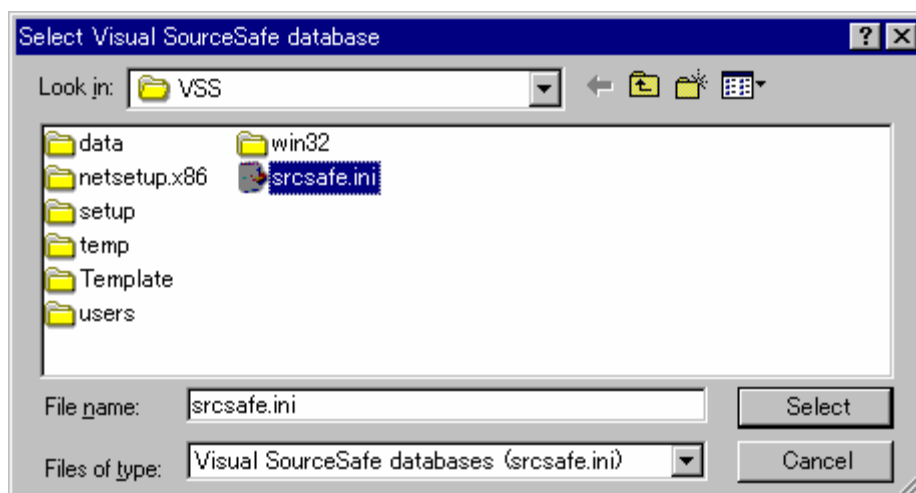 Select Visual SourceSafe database
Look in: VSS
data win32
netsetup.x86 srcsafe.ini
setup
temp
Template
users
File name: srcsafe.ini Select
Files of type: Visual SourceSafe databases (srcsafe.ini) Cancel